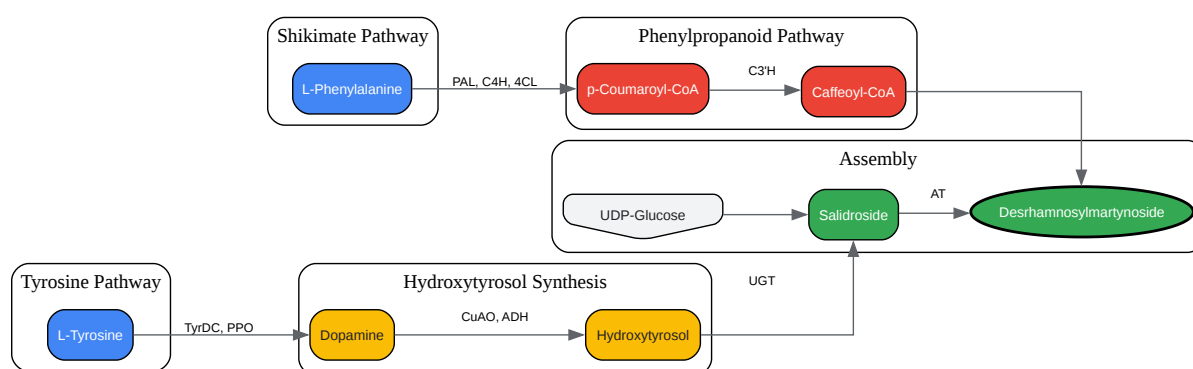 Shikimate Pathway
L-Phenylalanine
PAL, C4H, 4CL
Phenylpropanoid Pathway
p-Coumaroyl-CoA
C3'H
Caffeoyl-CoA
Assembly
UDP-Glucose
Salidroside
AT
Desrhamnosylmartynoside
Tyrosine Pathway
L-Tyrosine
TyrDC, PPO
Hydroxytyrosol Synthesis
Dopamine
CuAO, ADH
Hydroxytyrosol
UGT